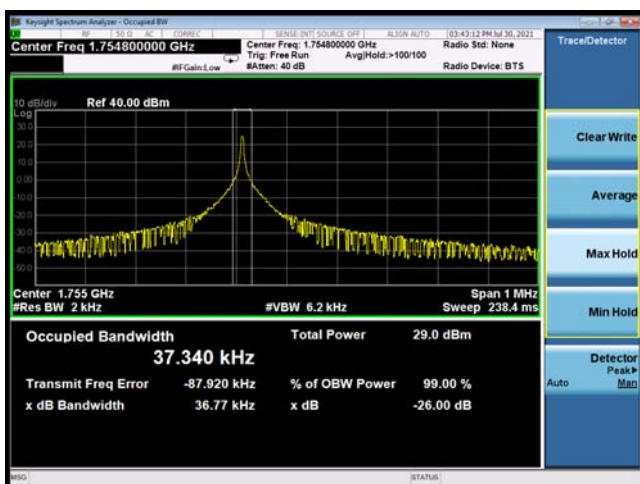 Keysight Spectrum Analyzer - Occupied BW
RF 50 Ω AC CORREC SENSE:INT SOURCE OFF ALIGN AUTO 03:43:12 PM Jul 30, 2021
Center Freq 1.754800000 GHz Center Freq: 1.754800000 GHz Radio Std: None Trace/Detector
Trig: Free Run Avg|Hold:>100/100
#IFGain:Low #Atten: 40 dB Radio Device: BTS
10 dB/div Ref 40.00 dBm
Log
30.0
20.0
10.0
0.00
10.0
20.0
30.0
40.0
50.0
Clear Write
Average
Max Hold
Min Hold
Center 1.755 GHz Span 1 MHz
#Res BW 2 kHz #VBW 6.2 kHz Sweep 238.4 ms
Occupied Bandwidth Total Power 29.0 dBm
37.340 kHz
Transmit Freq Error -87.920 kHz % of OBW Power 99.00 %
x dB Bandwidth 36.77 kHz x dB -26.00 dB
Detector
Peak
Auto Man
MSG STATUS